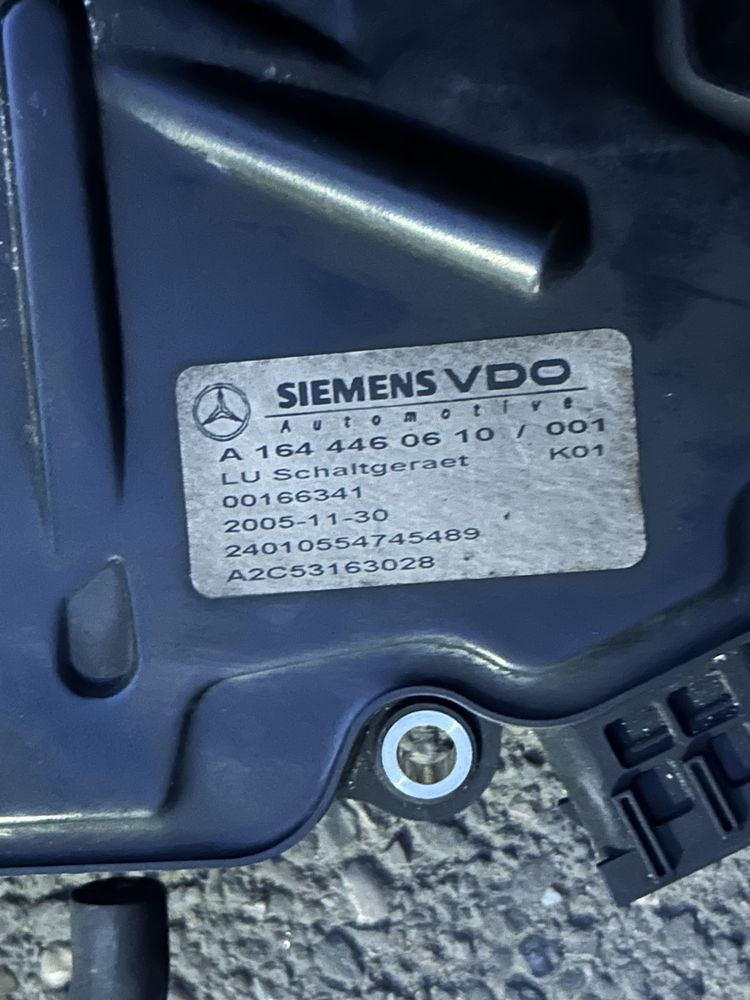 SIEMENS VDO
Automotive
A 164 446 06 10 / 001
LU Schaltgeraet K01
00166341
2005-11-30
24010554745489
A2C53163028